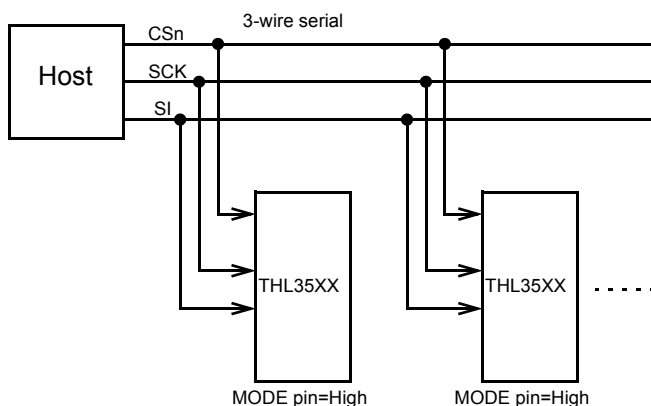 3-wire serial
CSn
Host
SCK
SI
THL35XX
THL35XX
MODE pin=High
MODE pin=High